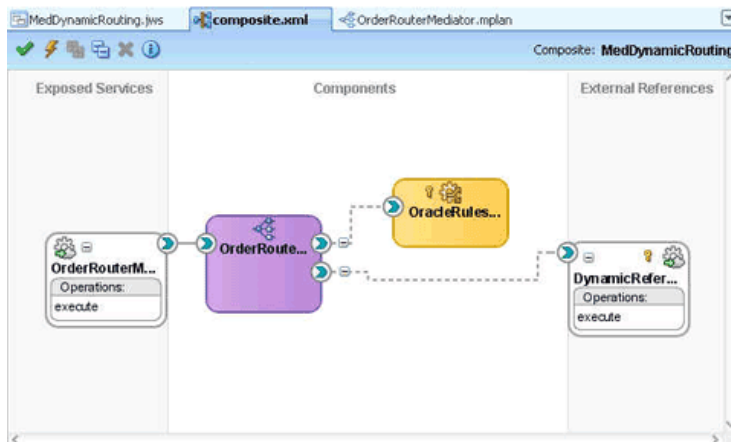 MedDynamicRouting.jws composite.xml OrderRouterMediator.mplan
Composite: MedDynamicRouting
Exposed Services Components External References
OracleRules...
OrderRoute...
OrderRouterM...
Operations:
execute
DynamicRefer...
Operations:
execute